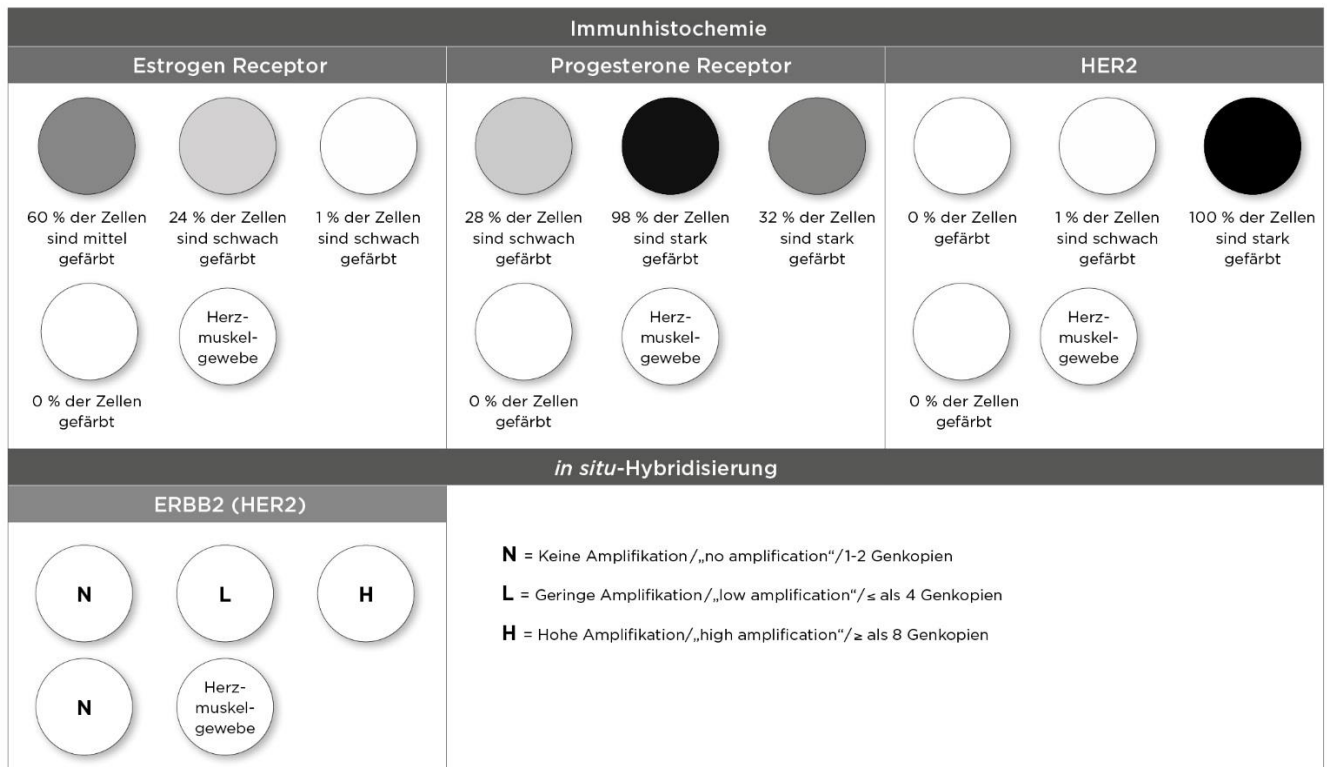 Immunhistochemie
Estrogen Receptor
Progesterone Receptor
HER2
60 % der Zellen
sind mittel
gefärbt
24 % der Zellen
sind schwach
gefärbt
1 % der Zellen
sind schwach
gefärbt
28 % der Zellen
sind schwach
gefärbt
98 % der Zellen
sind stark
gefärbt
32 % der Zellen
sind stark
gefärbt
0 % der Zellen
gefärbt
1 % der Zellen
sind schwach
gefärbt
100 % der Zellen
sind stark
gefärbt
0 % der Zellen
gefärbt
Herz-
muskel-
gewebe
0 % der Zellen
gefärbt
Herz-
muskel-
gewebe
0 % der Zellen
gefärbt
Herz-
muskel-
gewebe
in situ-Hybridisierung
ERBB2 (HER2)
N
L
H
N
Herz-
muskel-
gewebe
N = Keine Amplifikation/„no amplification“/1-2 Genkopien
L = Geringe Amplifikation/„low amplification“/≤ als 4 Genkopien
H = Hohe Amplifikation/„high amplification“/≥ als 8 Genkopien